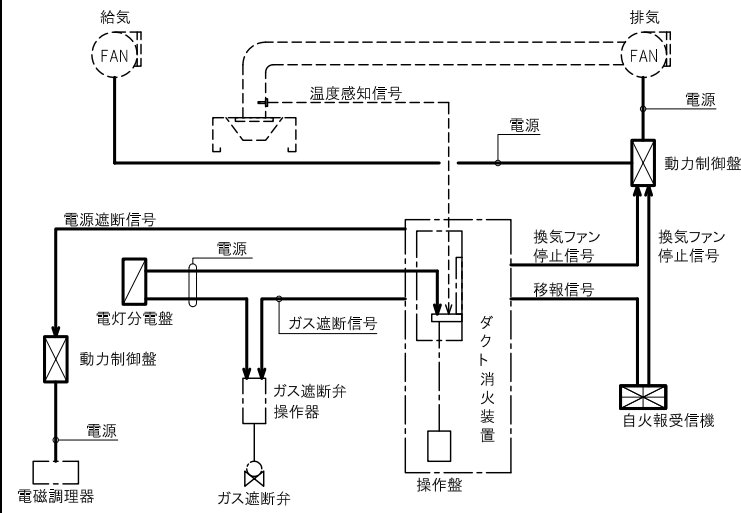 給気
排気
FAN
FAN
温度感知信号
電源
電源
動力制御盤
電源遮断信号
換気ファン
停止信号
換気ファン
停止信号
電源
移報信号
電灯分電盤
ガス遮断信号
ダクト消火装置
動力制御盤
ガス遮断弁
操作器
自火報受信機
電源
操作盤
電磁調理器
ガス遮断弁